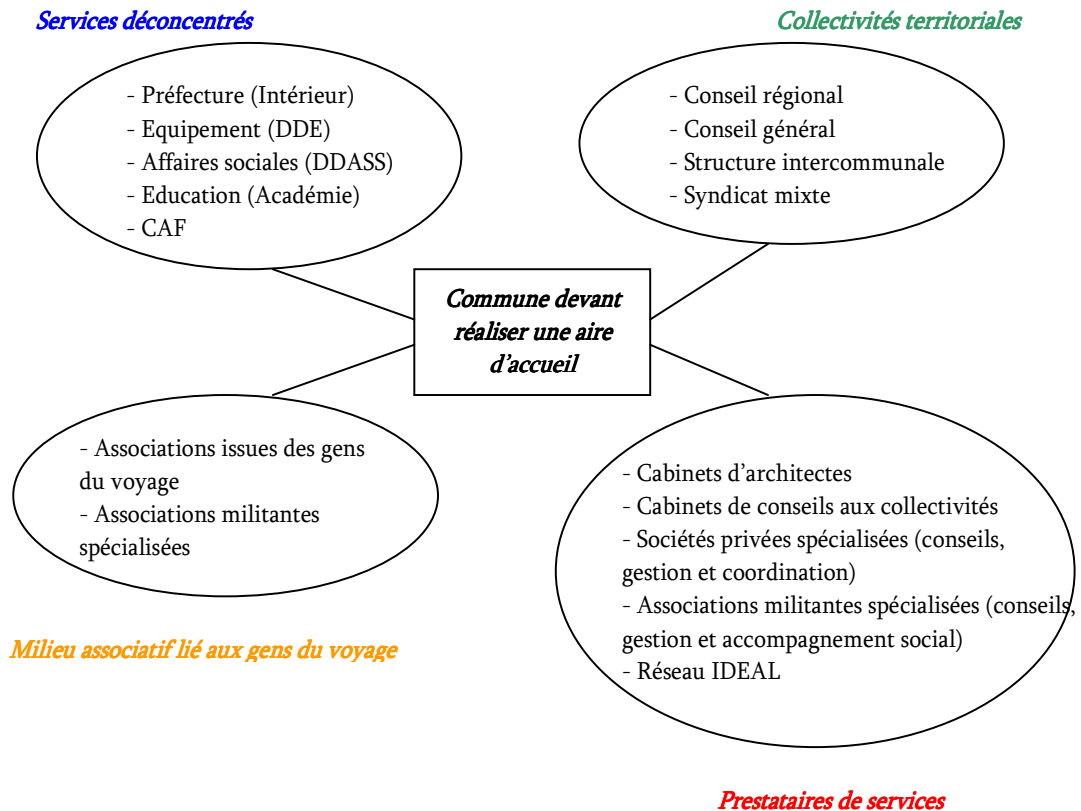 Services déconcentrés
- Préfecture (Intérieur)
- Equipement (DDE)
- Affaires sociales (DDASS)
- Education (Académie)
- CAF
Collectivités territoriales
- Conseil régional
- Conseil général
- Structure intercommunale
- Syndicat mixte
Commune devant
réaliser une aire
d’accueil
- Associations issues des gens
du voyage
- Associations militantes
spécialisées
Milieu associatif lié aux gens du voyage
- Cabinets d’architectes
- Cabinets de conseils aux collectivités
- Sociétés privées spécialisées (conseils,
gestion et coordination)
- Associations militantes spécialisées (conseils,
gestion et accompagnement social)
- Réseau IDEAL
Prestataires de services